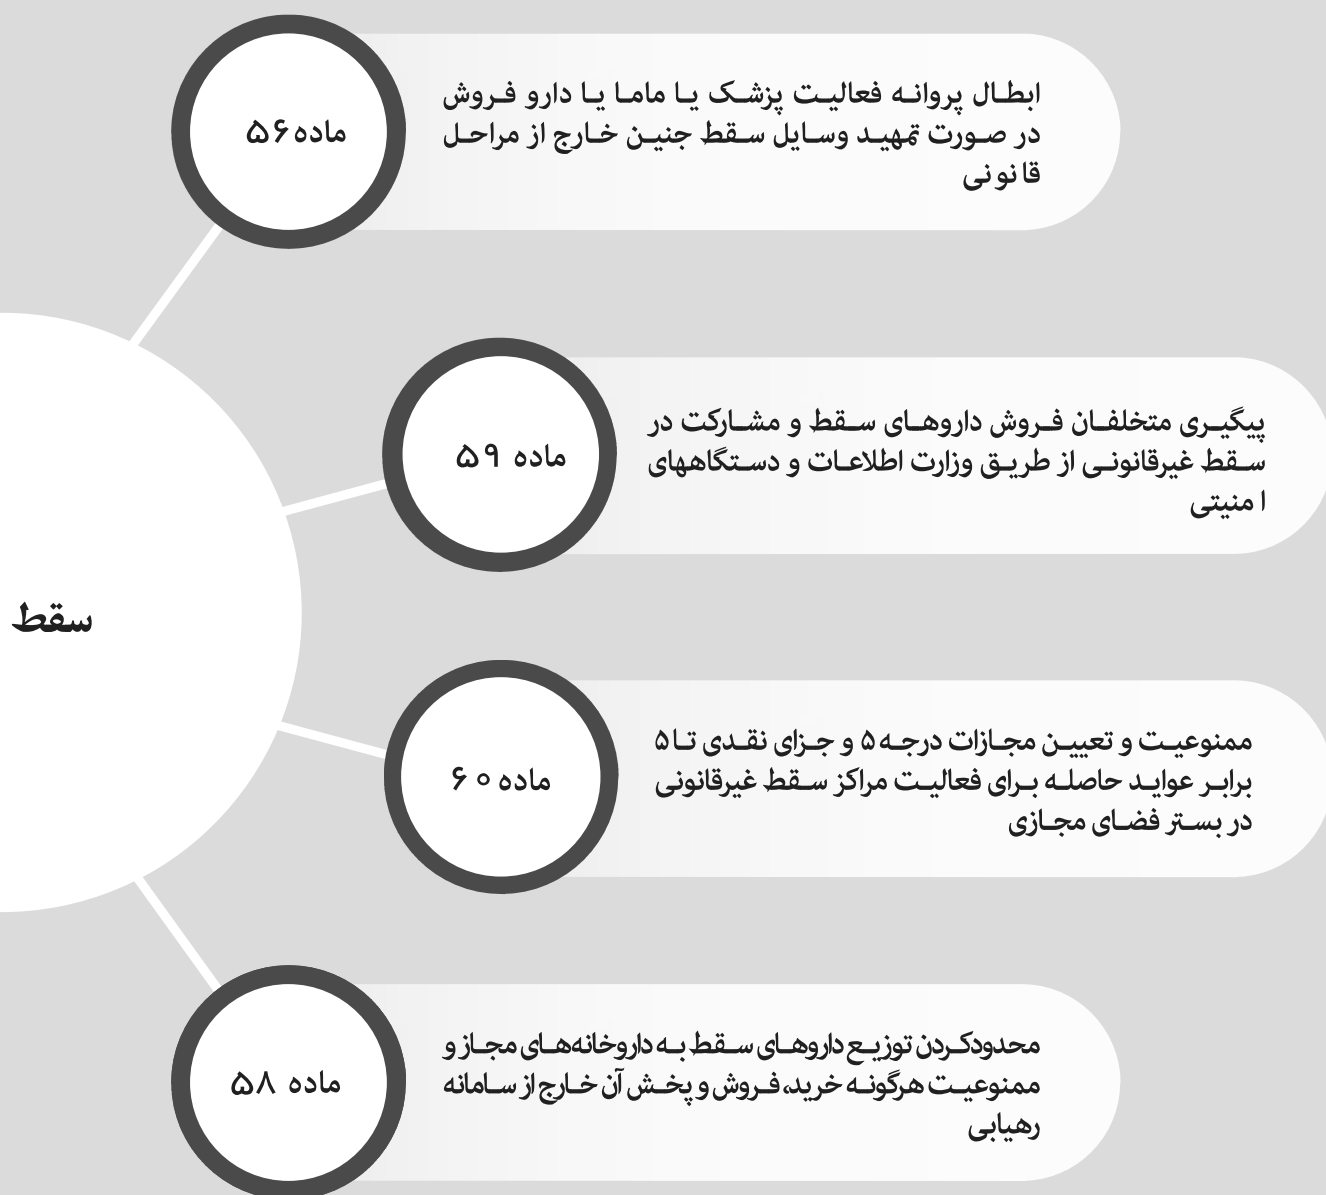 سقط
ماده۵۶
ابطال پروانه فعالیت پزشک یا ماما یا دارو فروش
در صورت تمهید وسایل سقط جنین خارج از مراحل
قانونی
ماده ۵۹
پیگیری متخلفان فروش داروهای سقط و مشارکت در
سقط غیرقانونی از طریق وزارت اطلاعات و دستگاههای
امنیتی
ماده ۶۰
ممنوعیت و تعیین مجازات درجه ۵ و جزای نقدی تا ۵
برابر عواید حاصله برای فعالیت مراکز سقط غیرقانونی
در بستر فضای مجازی
ماده ۵۸
محدودکردن توزیع داروهای سقط به داروخانه‌های مجاز و
ممنوعیت هرگونه خرید، فروش و پخش آن خارج از سامانه
رهیابی